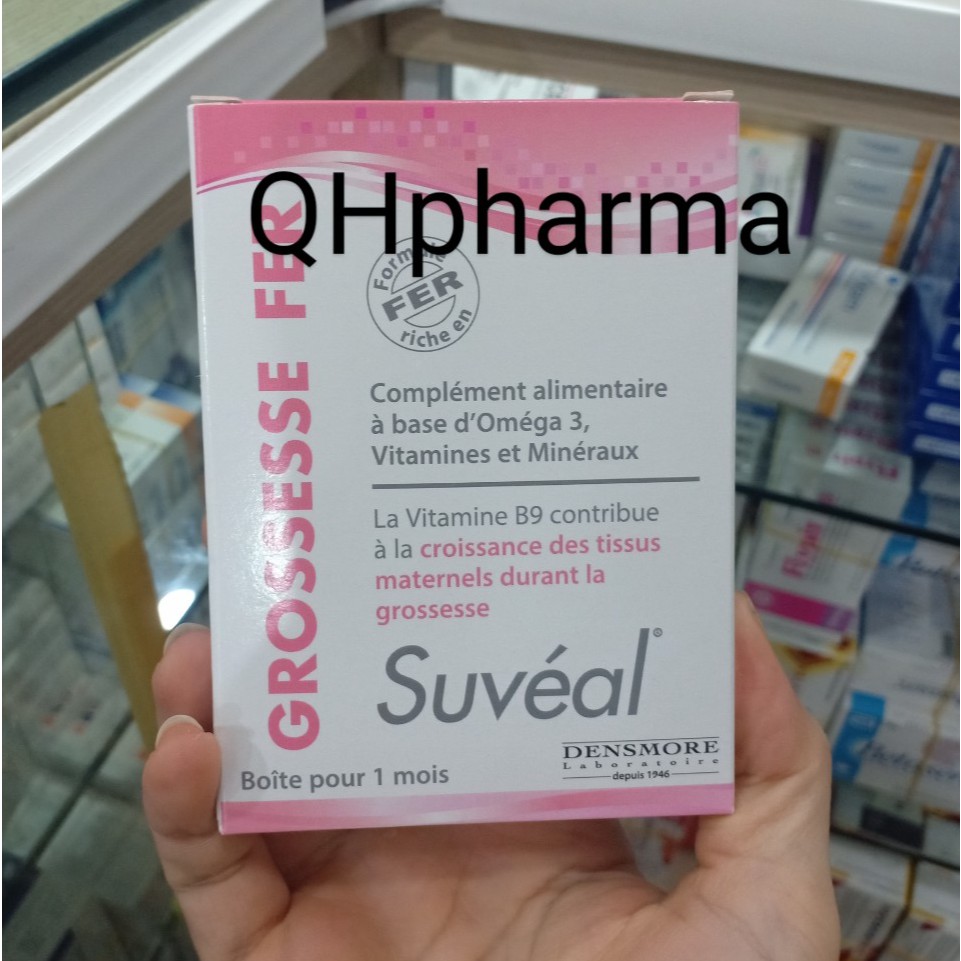 QHpharma
GROSSESSE FER
Formule
FER
riche en
Complément alimentaire
à base d'Oméga 3,
Vitamines et Minéraux
La Vitamine B9 contribue
à la croissance des tissus
maternels durant la
grossesse
Suvéal®
DENSMORE
Laboratoire
depuis 1946
Boîte pour 1 mois